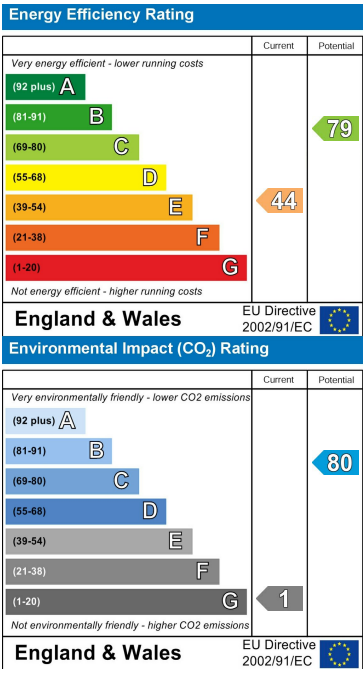 Energy Efficiency Rating
Current Potential
Very energy efficient - lower running costs
(92 plus) A
(81-91) B
(69-80) C
(55-68) D
(39-54) E
(21-38) F
(1-20) G
79
44
Not energy efficient - higher running costs
England & Wales
EU Directive
2002/91/EC
Environmental Impact (CO₂) Rating
Current Potential
Very environmentally friendly - lower CO2 emissions
(92 plus) A
(81-91) B
(69-80) C
(55-68) D
(39-54) E
(21-38) F
(1-20) G
80
1
Not environmentally friendly - higher CO2 emissions
England & Wales
EU Directive
2002/91/EC